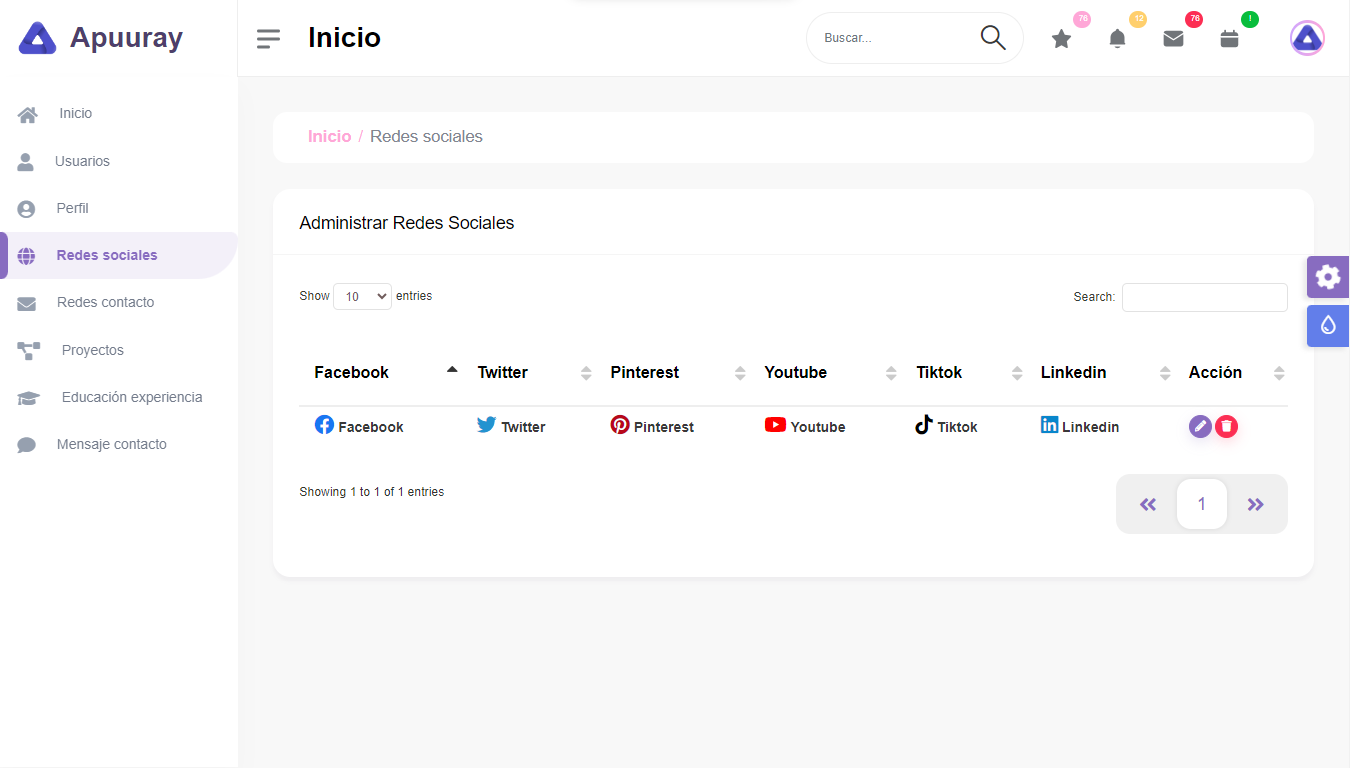 Apuuray
Inicio
Buscar...
76
12
76
!
Inicio
Usuarios
Perfil
Redes sociales
Redes contacto
Proyectos
Educación experiencia
Mensaje contacto
Inicio / Redes sociales
Administrar Redes Sociales
Show 10 entries
Search:
Facebook Twitter Pinterest Youtube Tiktok Linkedin Acción
Facebook Twitter Pinterest Youtube Tiktok Linkedin
Showing 1 to 1 of 1 entries
« 1 »